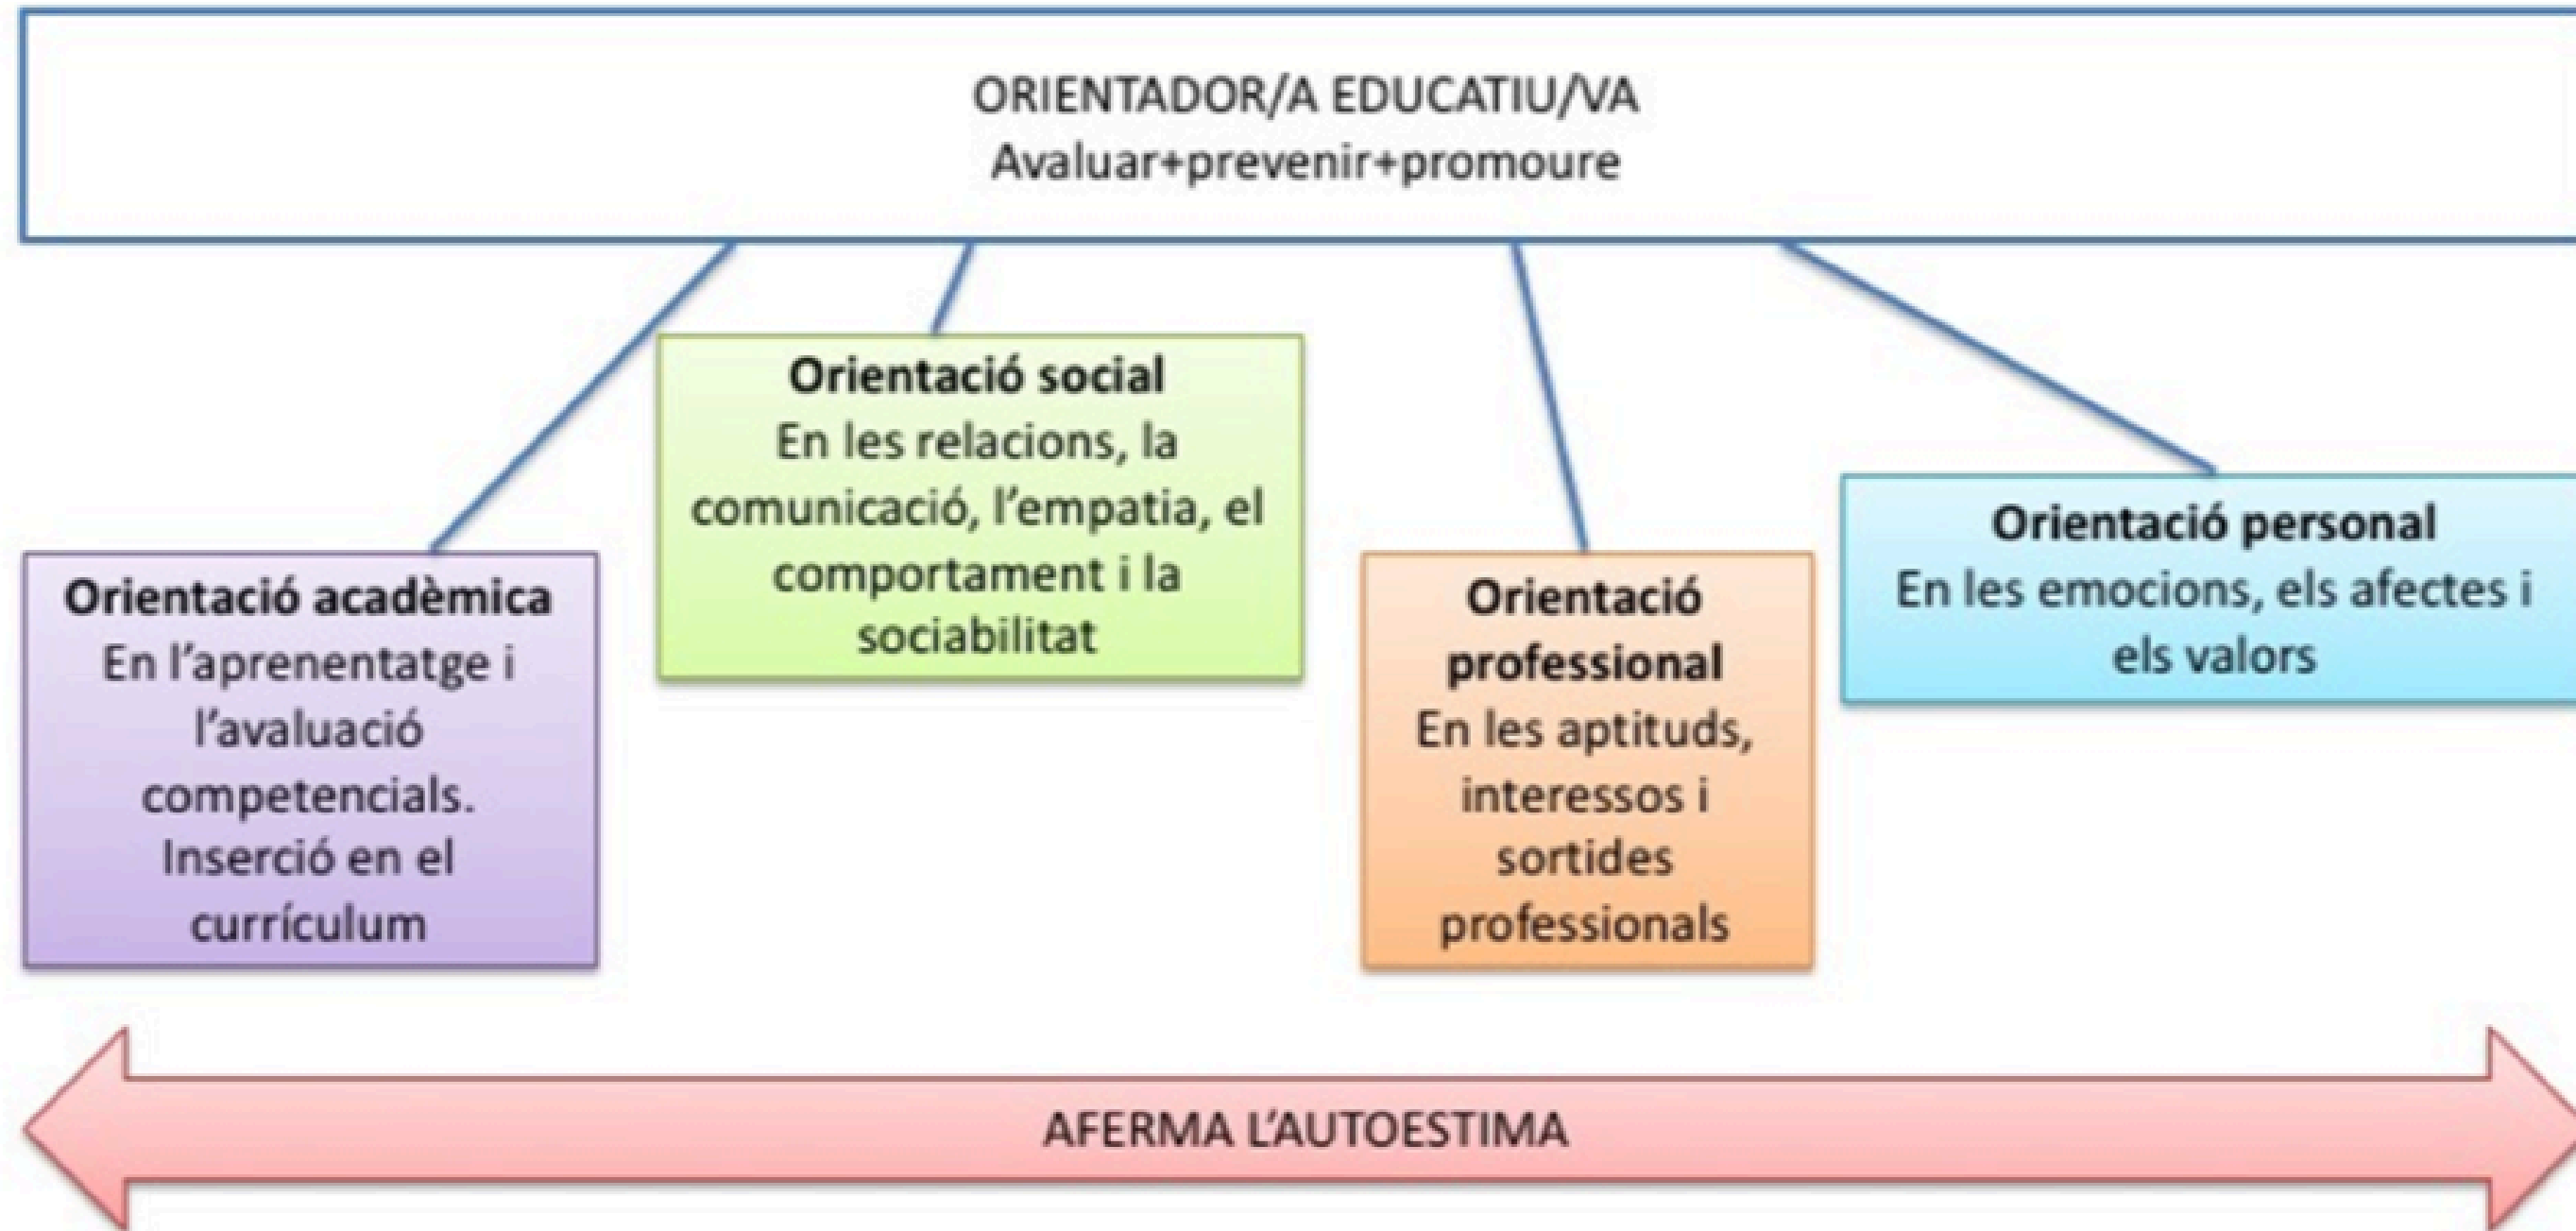 ORIENTADOR/A EDUCATIU/VA
Avaluar+prevenir+promoure
Orientació acadèmica
En l’aprenentatge i
l’avaluació
competencials.
Inserció en el
currículum
Orientació social
En les relacions, la
comunicació, l’empatia, el
comportament i la
sociabilitat
Orientació
professional
En les aptituds,
interessos i
sortides
professionals
Orientació personal
En les emocions, els afectes i
els valors
AFERMA L’AUTOESTIMA